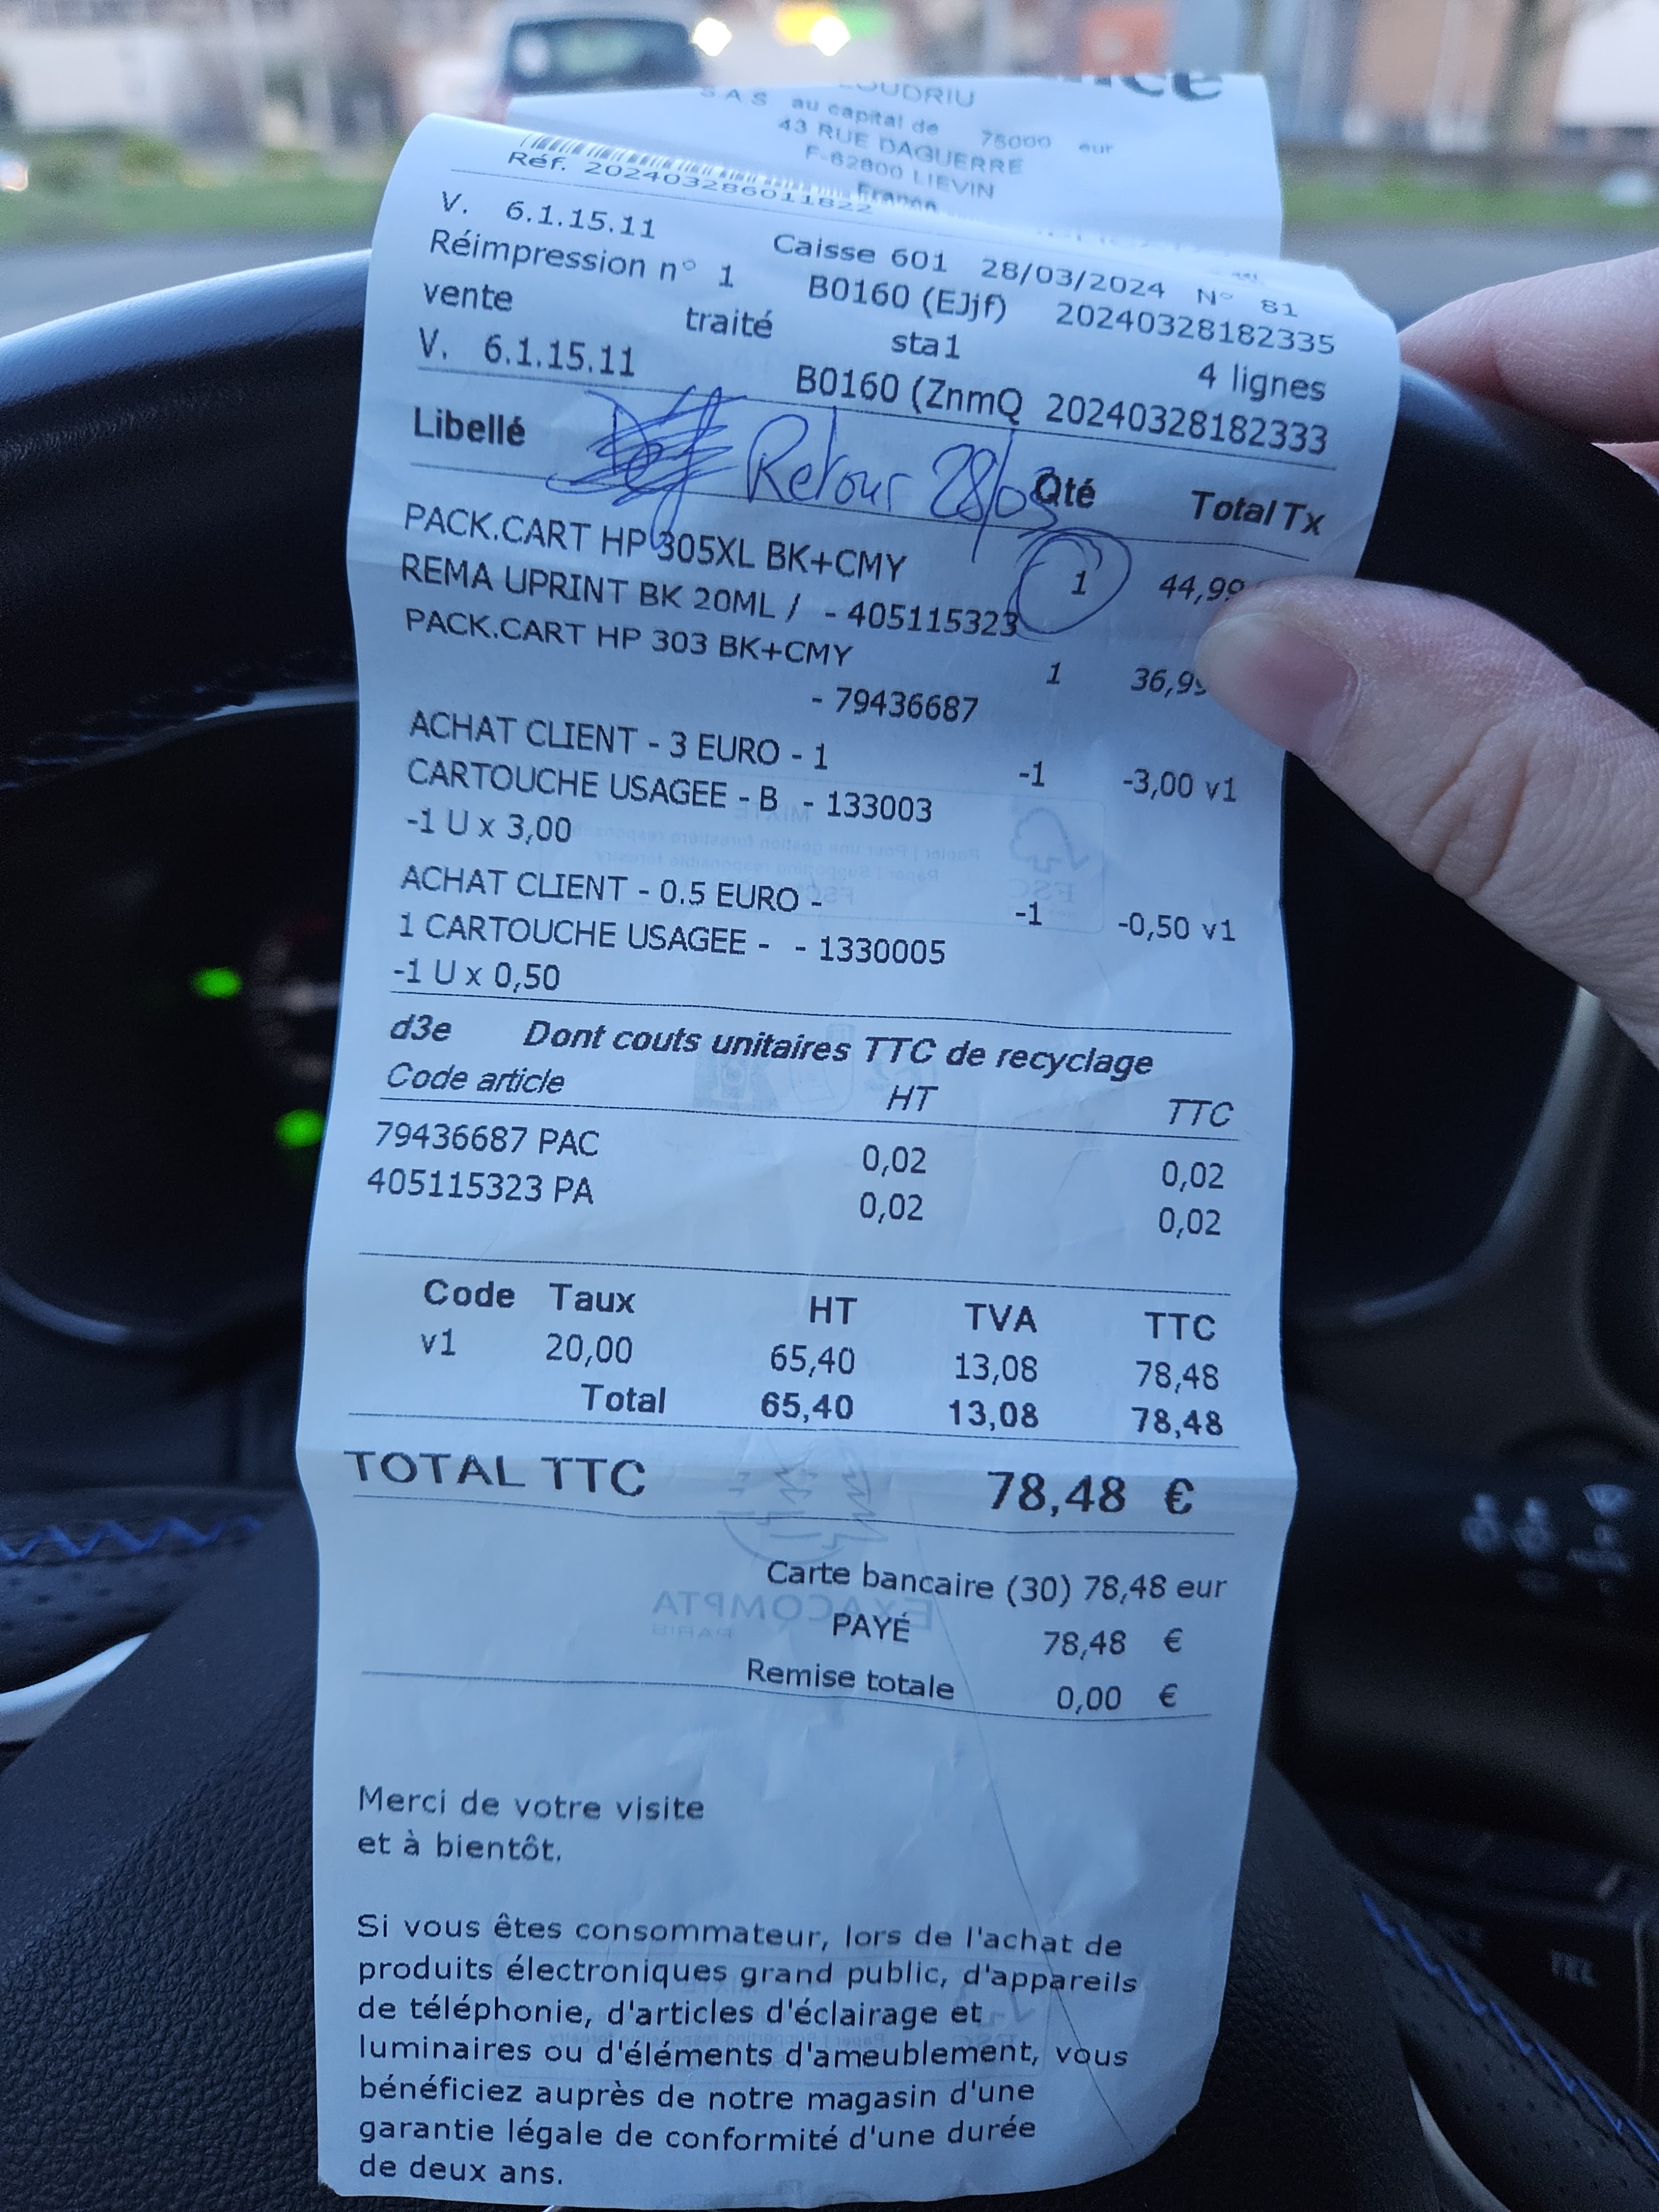 S A S au capital de 75000 eur
43 RUE DAGUERRE
F-62800 LIEVIN
France
Réf. 202403286011822
V. 6.1.15.11 Caisse 601 28/03/2024 N° 81
Réimpression n° 1 B0160 (EJjf) 20240328182335
vente traité sta1 4 lignes
V. 6.1.15.11 B0160 (ZnmQ 20240328182333
Retour 28/03
Libellé Qté Total Tx
PACK.CART HP 305XL BK+CMY 1 44,99
REMA UPRINT BK 20ML / - 405115323
PACK.CART HP 303 BK+CMY 1 36,99
- 79436687
ACHAT CLIENT - 3 EURO - 1 -1 -3,00 v1
CARTOUCHE USAGEE - B - 133003
-1 U x 3,00
ACHAT CLIENT - 0.5 EURO - -1 -0,50 v1
1 CARTOUCHE USAGEE - - 1330005
-1 U x 0,50
d3e Dont couts unitaires TTC de recyclage
Code article HT TTC
79436687 PAC 0,02 0,02
405115323 PA 0,02 0,02
Code Taux HT TVA TTC
v1 20,00 65,40 13,08 78,48
Total 65,40 13,08 78,48
TOTAL TTC 78,48 €
Carte bancaire (30) 78,48 eur
PAYÉ 78,48 €
Remise totale 0,00 €
EXACOMPTA
PARIS
Merci de votre visite
et à bientôt.
Si vous êtes consommateur, lors de l'achat de
produits électroniques grand public, d'appareils
de téléphonie, d'articles d'éclairage et
luminaires ou d'éléments d'ameublement, vous
bénéficiez auprès de notre magasin d'une
garantie légale de conformité d'une durée
de deux ans.